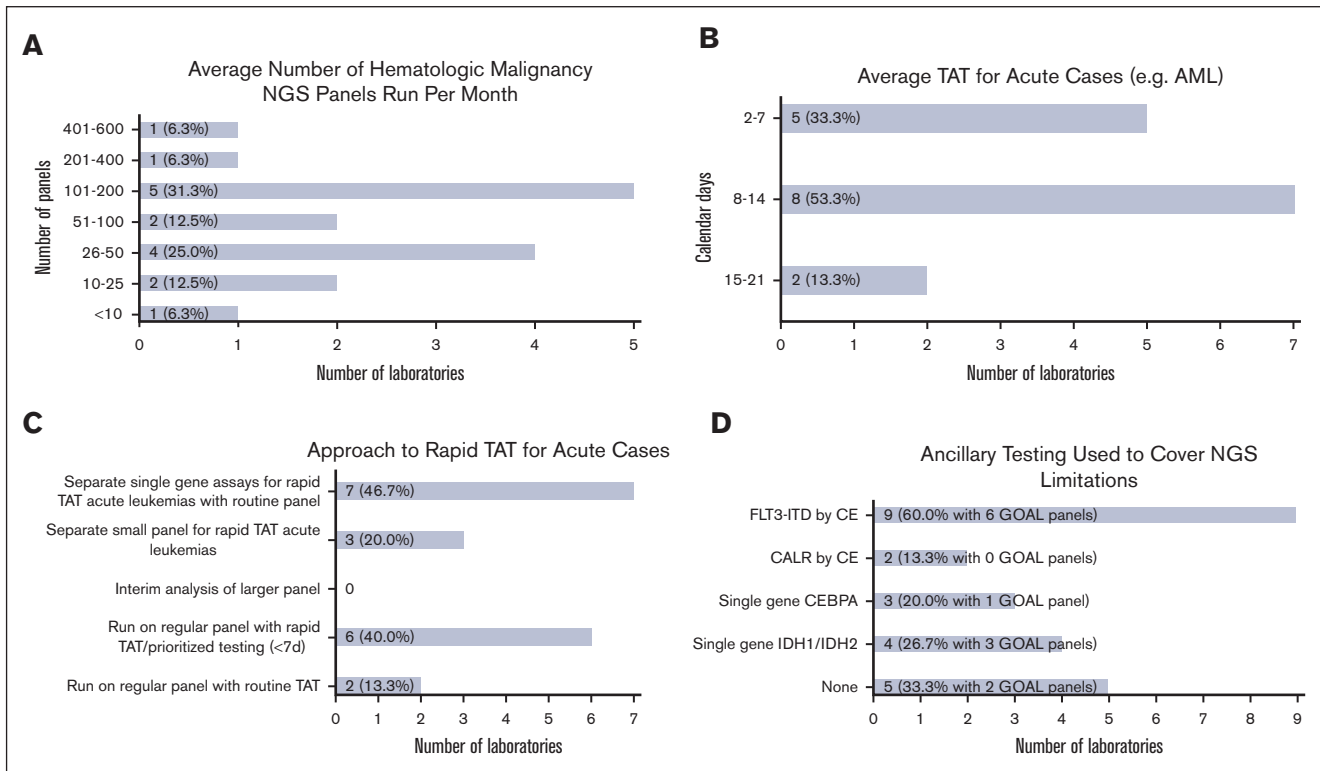 A
Average Number of Hematologic Malignancy
NGS Panels Run Per Month
Number of panels
401-600
1 (6.3%)
201-400
1 (6.3%)
101-200
5 (31.3%)
51-100
2 (12.5%)
26-50
4 (25.0%)
10-25
2 (12.5%)
<10
1 (6.3%)
0 1 2 3 4 5
Number of laboratories
B
Average TAT for Acute Cases (e.g. AML)
Calendar days
2-7
5 (33.3%)
8-14
8 (53.3%)
15-21
2 (13.3%)
0 1 2 3 4 5 6 7
Number of laboratories
C
Approach to Rapid TAT for Acute Cases
Separate single gene assays for rapid
TAT acute leukemias with routine panel
7 (46.7%)
Separate small panel for rapid TAT acute
leukemias
3 (20.0%)
Interim analysis of larger panel
0
Run on regular panel with rapid
TAT/prioritized testing (<7d)
6 (40.0%)
Run on regular panel with routine TAT
2 (13.3%)
0 1 2 3 4 5 6 7
Number of laboratories
D
Ancillary Testing Used to Cover NGS
Limitations
FLT3-ITD by CE
9 (60.0% with 6 GOAL panels)
CALR by CE
2 (13.3% with 0 GOAL panels)
Single gene CEBPA
3 (20.0% with 1 GOAL panel)
Single gene IDH1/IDH2
4 (26.7% with 3 GOAL panels)
None
5 (33.3% with 2 GOAL panels)
0 1 2 3 4 5 6 7 8 9
Number of laboratories